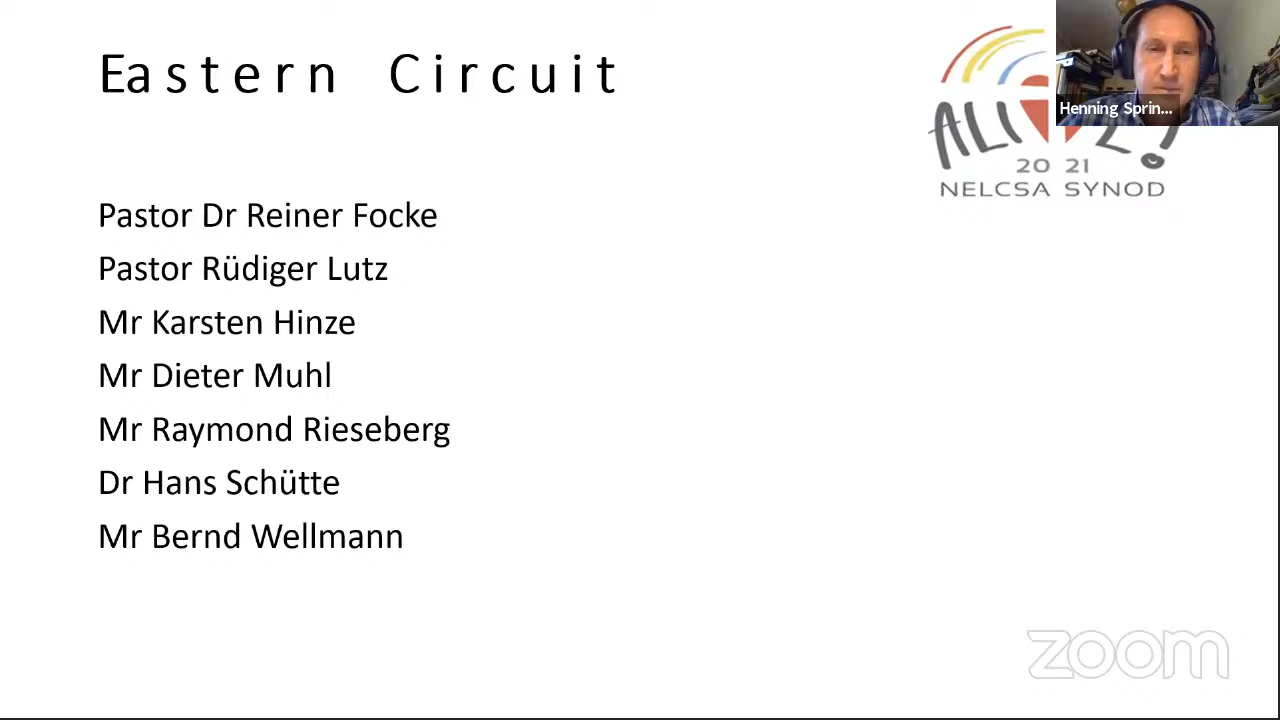 Eastern Circuit
Henning Sprin...
ALIVE!
20 21
NELCSA SYNOD
Pastor Dr Reiner Focke
Pastor Rüdiger Lutz
Mr Karsten Hinze
Mr Dieter Muhl
Mr Raymond Rieseberg
Dr Hans Schütte
Mr Bernd Wellmann
zoom